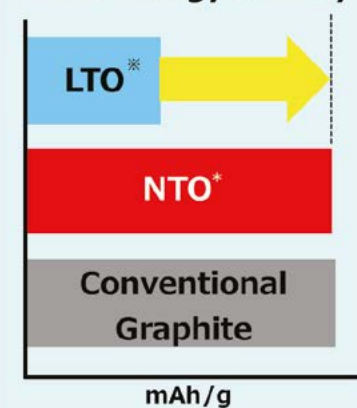 LTO※
NTO*
Conventional
Graphite
mAh/g